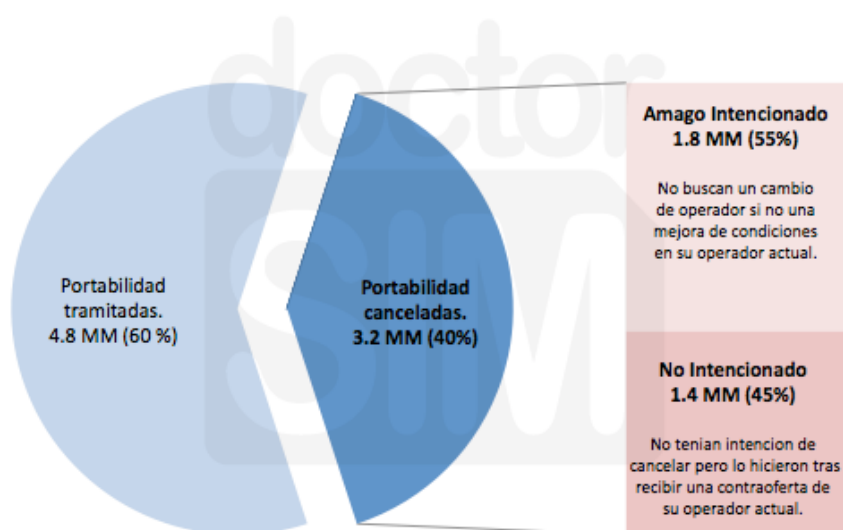 doctor
SIM
Portabilidad
tramitadas.
4.8 MM (60 %)
Portabilidad
canceladas.
3.2 MM (40%)
Amago Intencionado
1.8 MM (55%)
No buscan un cambio
de operador si no una
mejora de condiciones
en su operador actual.
No Intencionado
1.4 MM (45%)
No tenian intencion de
cancelar pero lo hicieron tras
recibir una contraoferta de
su operador actual.